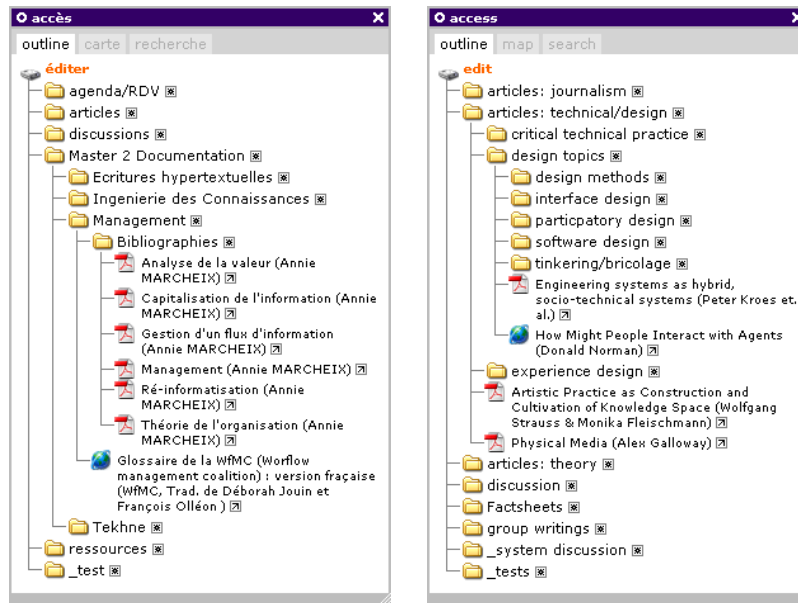 accès
outline carte recherche
éditer
agenda/RDV
articles
discussions
Master 2 Documentation
Ecritures hypertextuelles
Ingenierie des Connaissances
Management
Bibliographies
Analyse de la valeur (Annie
MARCHEIX)
Capitalisation de l'information (Annie
MARCHEIX)
Gestion d'un flux d'information
(Annie MARCHEIX)
Management (Annie MARCHEIX)
Ré-informatisation (Annie
MARCHEIX)
Théorie de l'organisation (Annie
MARCHEIX)
Glossaire de la WfMC (Worflow
management coalition) : version fraçaise
(WfMC, Trad. de Déborah Jouin et
François Olléon )
Tekhne
ressources
_test
access
outline map search
edit
articles: journalism
articles: technical/design
critical technical practice
design topics
design methods
interface design
particpatory design
software design
tinkering/bricolage
Engineering systems as hybrid,
socio-technical systems (Peter Kroes et.
al.)
How Might People Interact with Agents
(Donald Norman)
experience design
Artistic Practice as Construction and
Cultivation of Knowledge Space (Wolfgang
Strauss & Monika Fleischmann)
Physical Media (Alex Galloway)
articles: theory
discussion
Factsheets
group writings
_system discussion
_tests